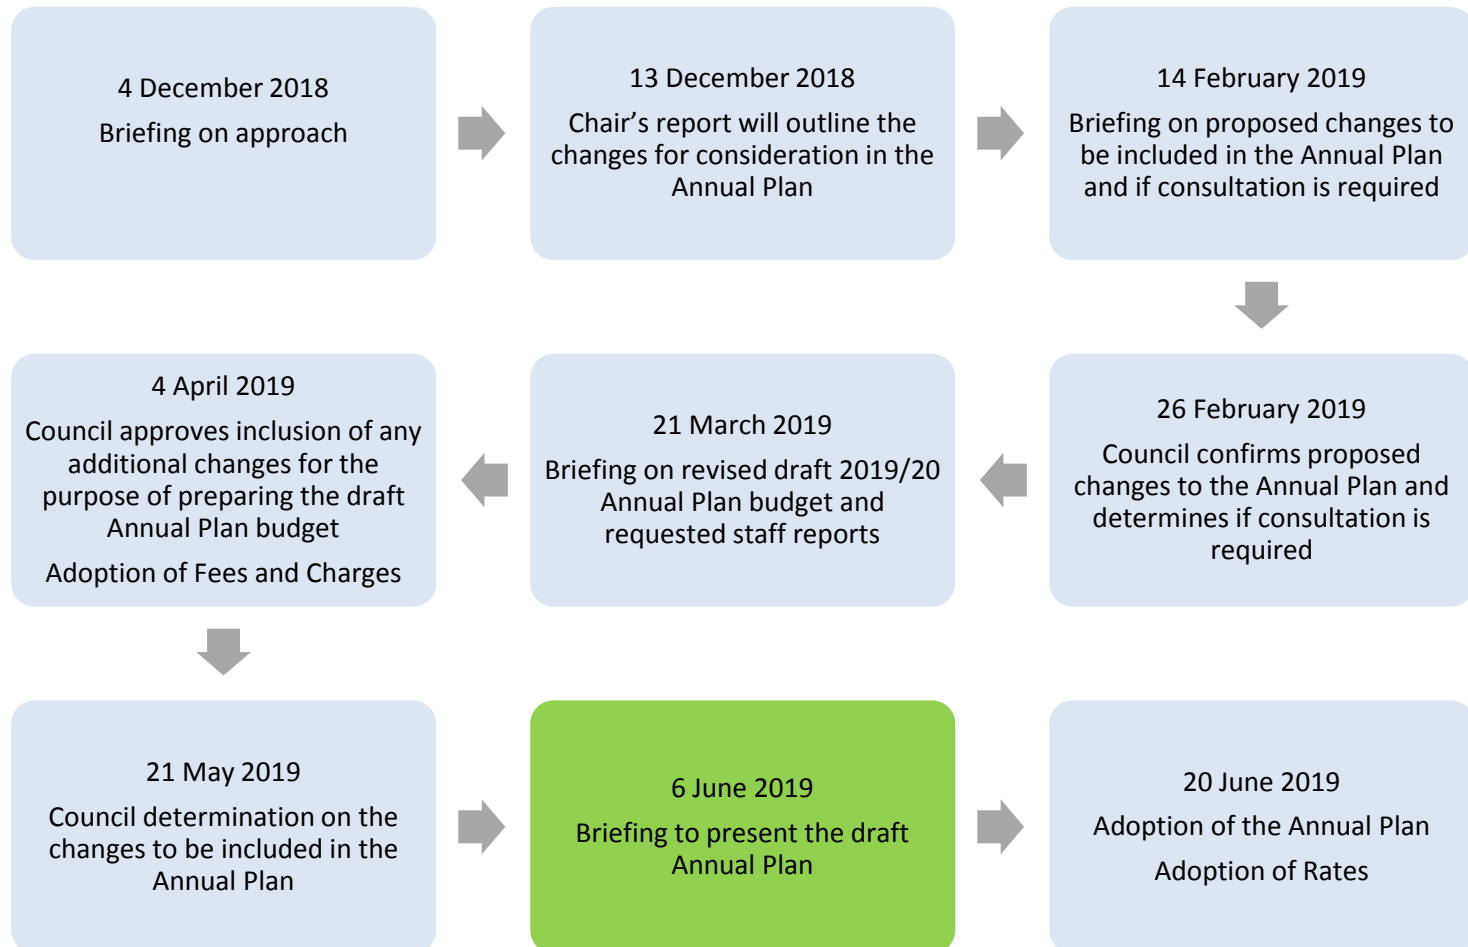 4 December 2018
Briefing on approach
13 December 2018
Chair’s report will outline the
changes for consideration in the
Annual Plan
14 February 2019
Briefing on proposed changes to
be included in the Annual Plan
and if consultation is required
26 February 2019
Council confirms proposed
changes to the Annual Plan and
determines if consultation is
required
21 March 2019
Briefing on revised draft 2019/20
Annual Plan budget and
requested staff reports
4 April 2019
Council approves inclusion of any
additional changes for the
purpose of preparing the draft
Annual Plan budget
Adoption of Fees and Charges
21 May 2019
Council determination on the
changes to be included in the
Annual Plan
6 June 2019
Briefing to present the draft
Annual Plan
20 June 2019
Adoption of the Annual Plan
Adoption of Rates